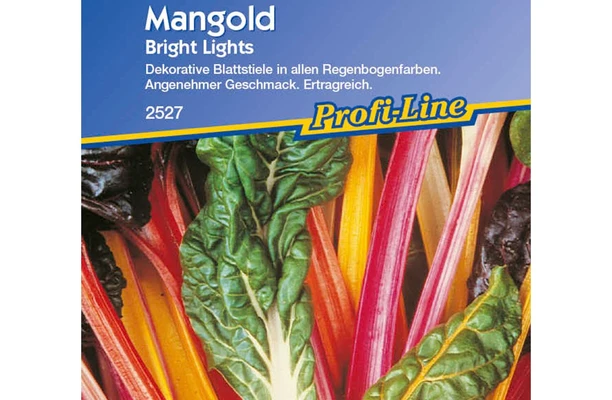 Mangold
Bright Lights
Dekorative Blattstiele in allen Regenbogenfarben.
Angenehmer Geschmack. Ertragreich.
2527
Profi-Line